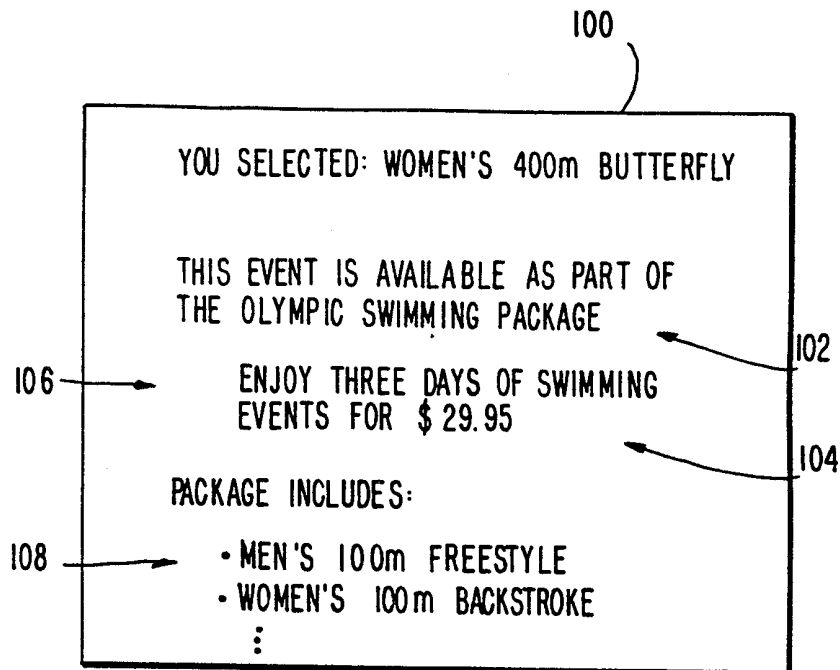 100
YOU SELECTED: WOMEN'S 400m BUTTERFLY
THIS EVENT IS AVAILABLE AS PART OF
THE OLYMPIC SWIMMING PACKAGE
102
106
ENJOY THREE DAYS OF SWIMMING
EVENTS FOR $29.95
104
PACKAGE INCLUDES:
108
• MEN'S 100m FREESTYLE
• WOMEN'S 100m BACKSTROKE